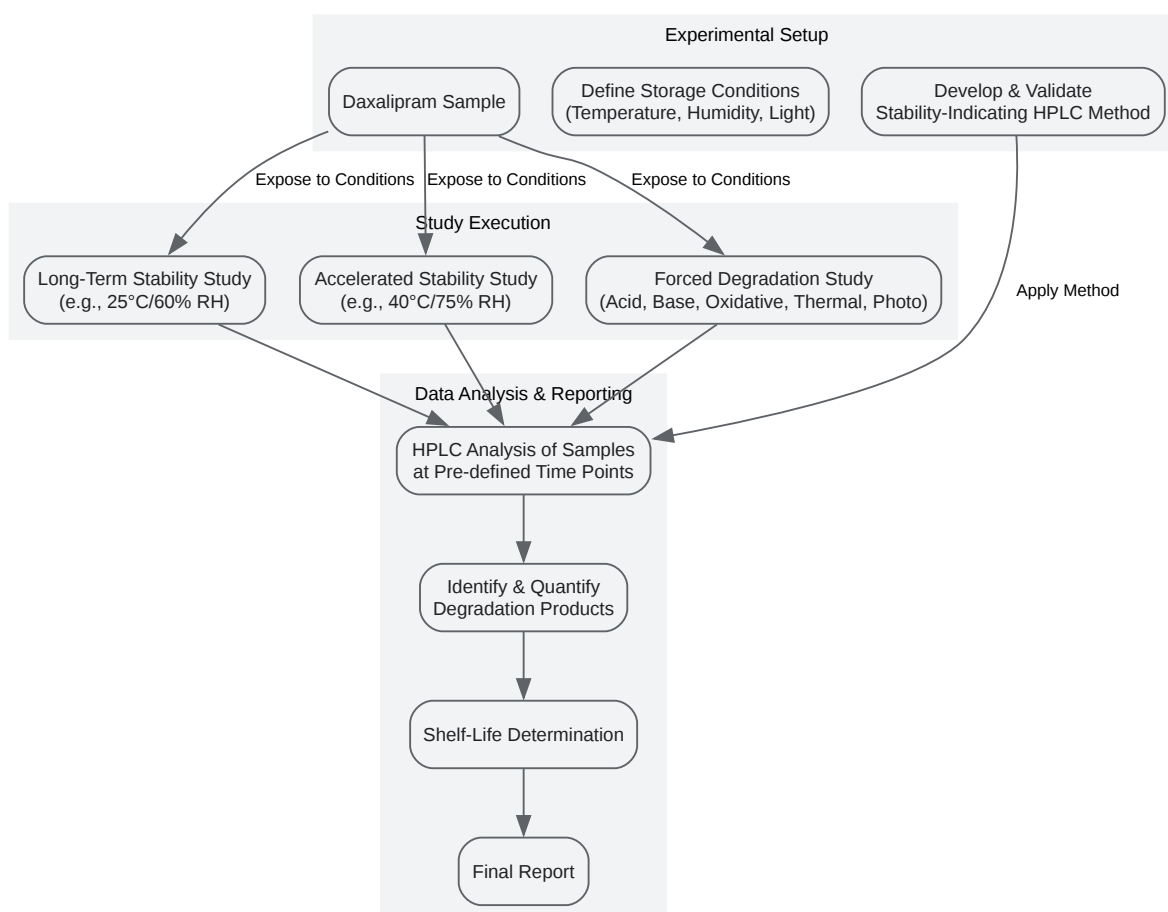 Experimental Setup
Daxalipram Sample
Define Storage Conditions
(Temperature, Humidity, Light)
Develop & Validate
Stability-Indicating HPLC Method
Expose to Conditions
Expose to Conditions
Expose to Conditions
Study Execution
Long-Term Stability Study
(e.g., 25°C/60% RH)
Accelerated Stability Study
(e.g., 40°C/75% RH)
Forced Degradation Study
(Acid, Base, Oxidative, Thermal, Photo)
Apply Method
Data Analysis & Reporting
HPLC Analysis of Samples
at Pre-defined Time Points
Identify & Quantify
Degradation Products
Shelf-Life Determination
Final Report